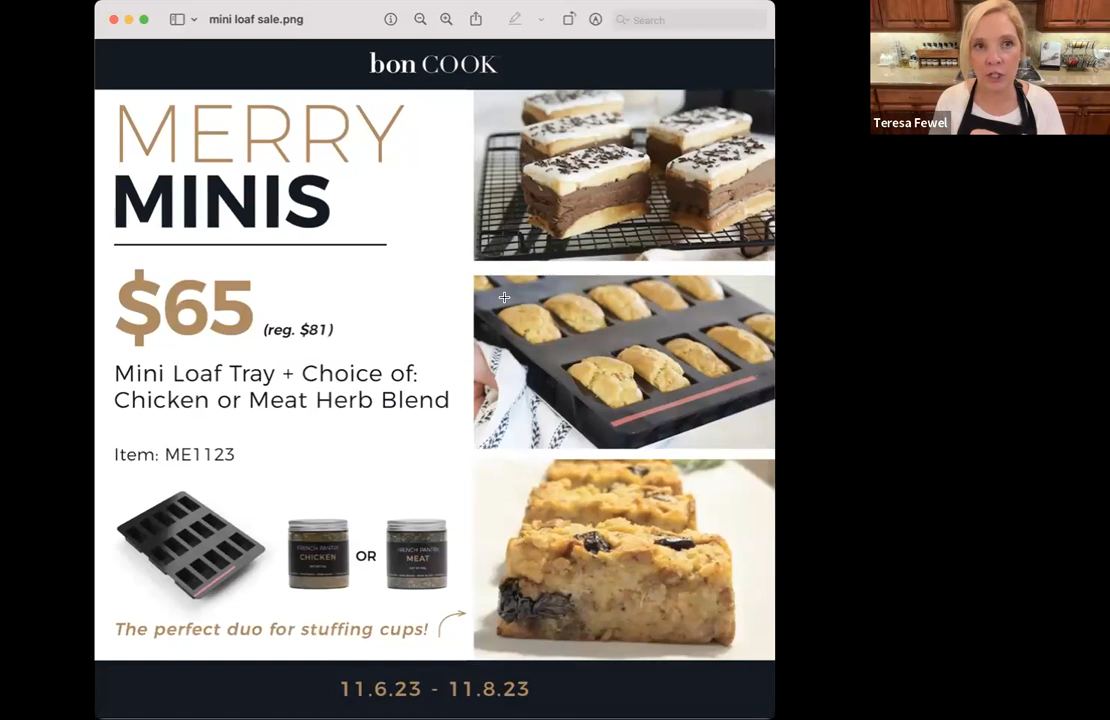 mini loaf sale.png
Search
bon COOK
MERRY
MINIS
$65 (reg. $81)
Mini Loaf Tray + Choice of:
Chicken or Meat Herb Blend
Item: ME1123
FRENCH PANTRY
CHICKEN
OR
FRENCH PANTRY
MEAT
The perfect duo for stuffing cups!
11.6.23 - 11.8.23
Teresa Fewel